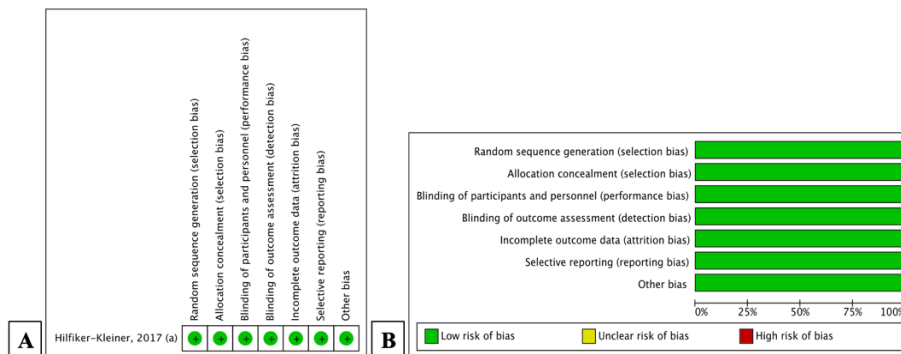 Random sequence generation (selection bias)
Allocation concealment (selection bias)
Blinding of participants and personnel (performance bias)
Blinding of outcome assessment (detection bias)
Incomplete outcome data (attrition bias)
Selective reporting (reporting bias)
Other bias
Hilfiker-Kleiner, 2017 (a)
+ + + + + + +
A
Random sequence generation (selection bias)
Allocation concealment (selection bias)
Blinding of participants and personnel (performance bias)
Blinding of outcome assessment (detection bias)
Incomplete outcome data (attrition bias)
Selective reporting (reporting bias)
Other bias
0% 25% 50% 75% 100%
Low risk of bias Unclear risk of bias High risk of bias
B